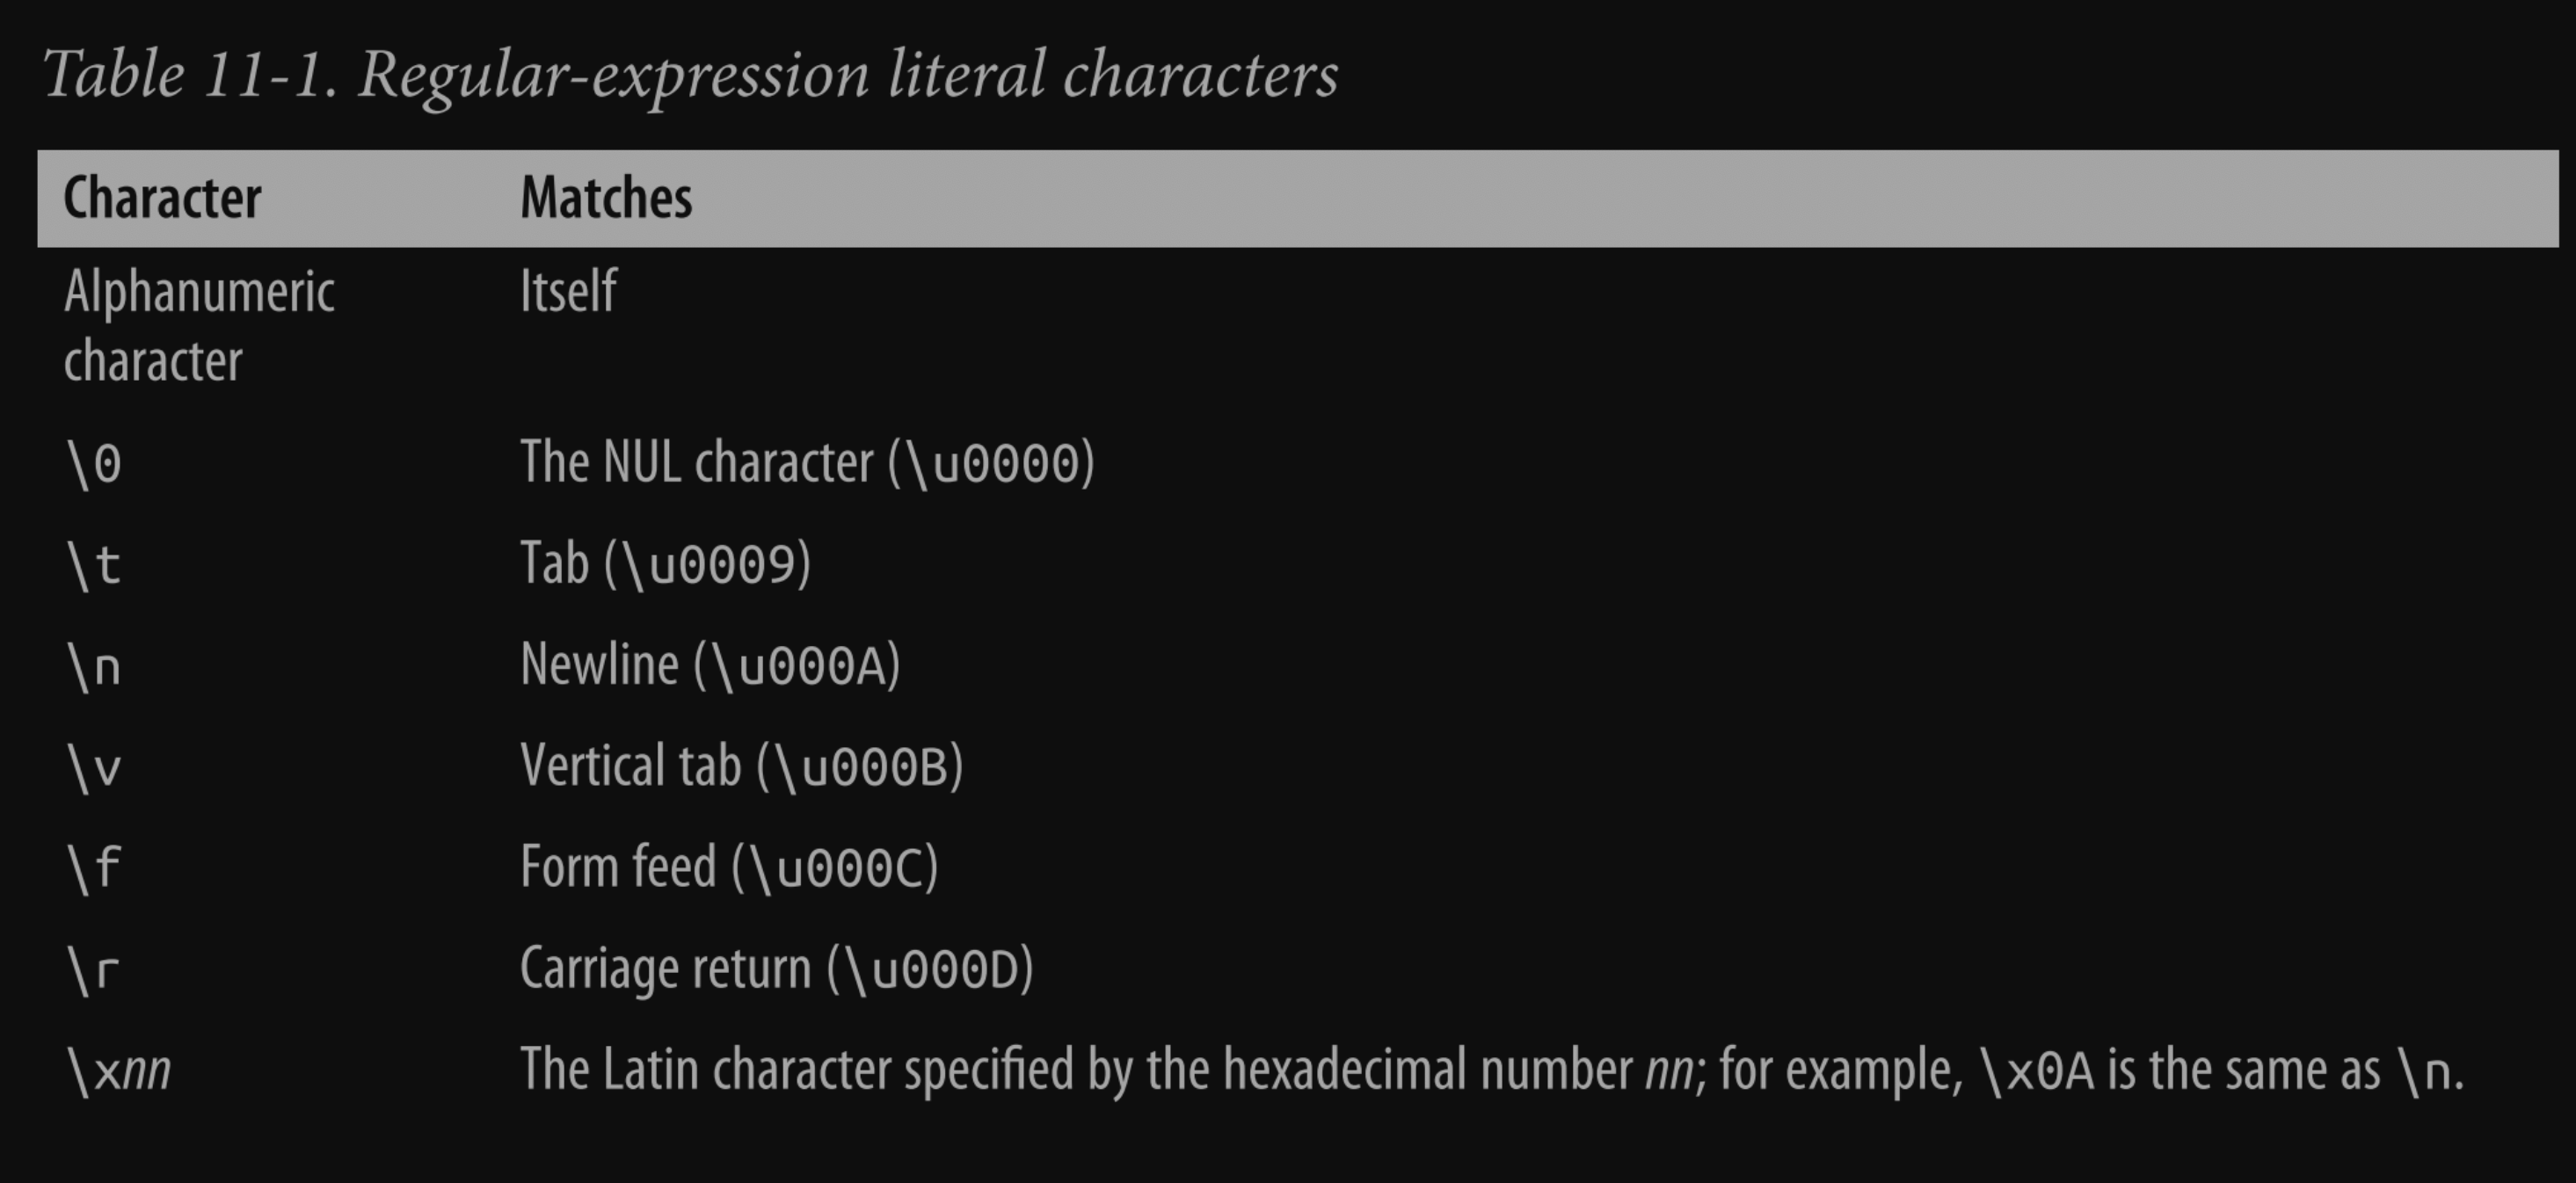 Table 11-1. Regular-expression literal characters
Character Matches
Alphanumeric Itself
character
\0 The NUL character (\u0000)
\t Tab (\u0009)
\n Newline (\u000A)
\v Vertical tab (\u000B)
\f Form feed (\u000C)
\r Carriage return (\u000D)
\xnn The Latin character specified by the hexadecimal number nn; for example, \x0A is the same as \n.